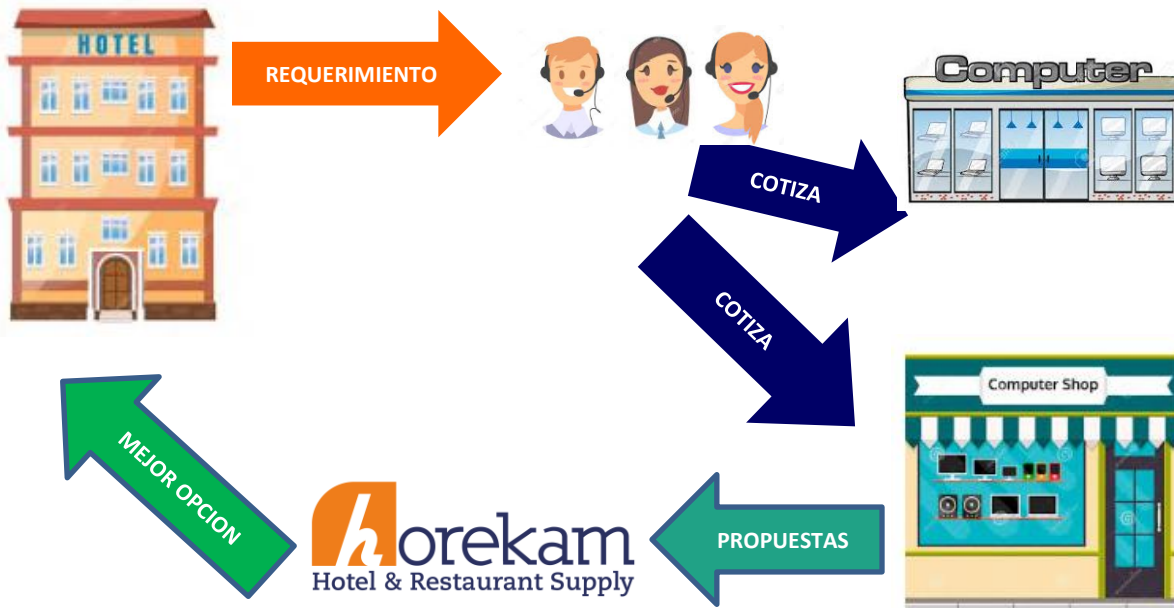 HOTEL
REQUERIMIENTO
Computer
COTIZA
COTIZA
Computer Shop
MEJOR OPCION
horekam
Hotel & Restaurant Supply
PROPUESTAS